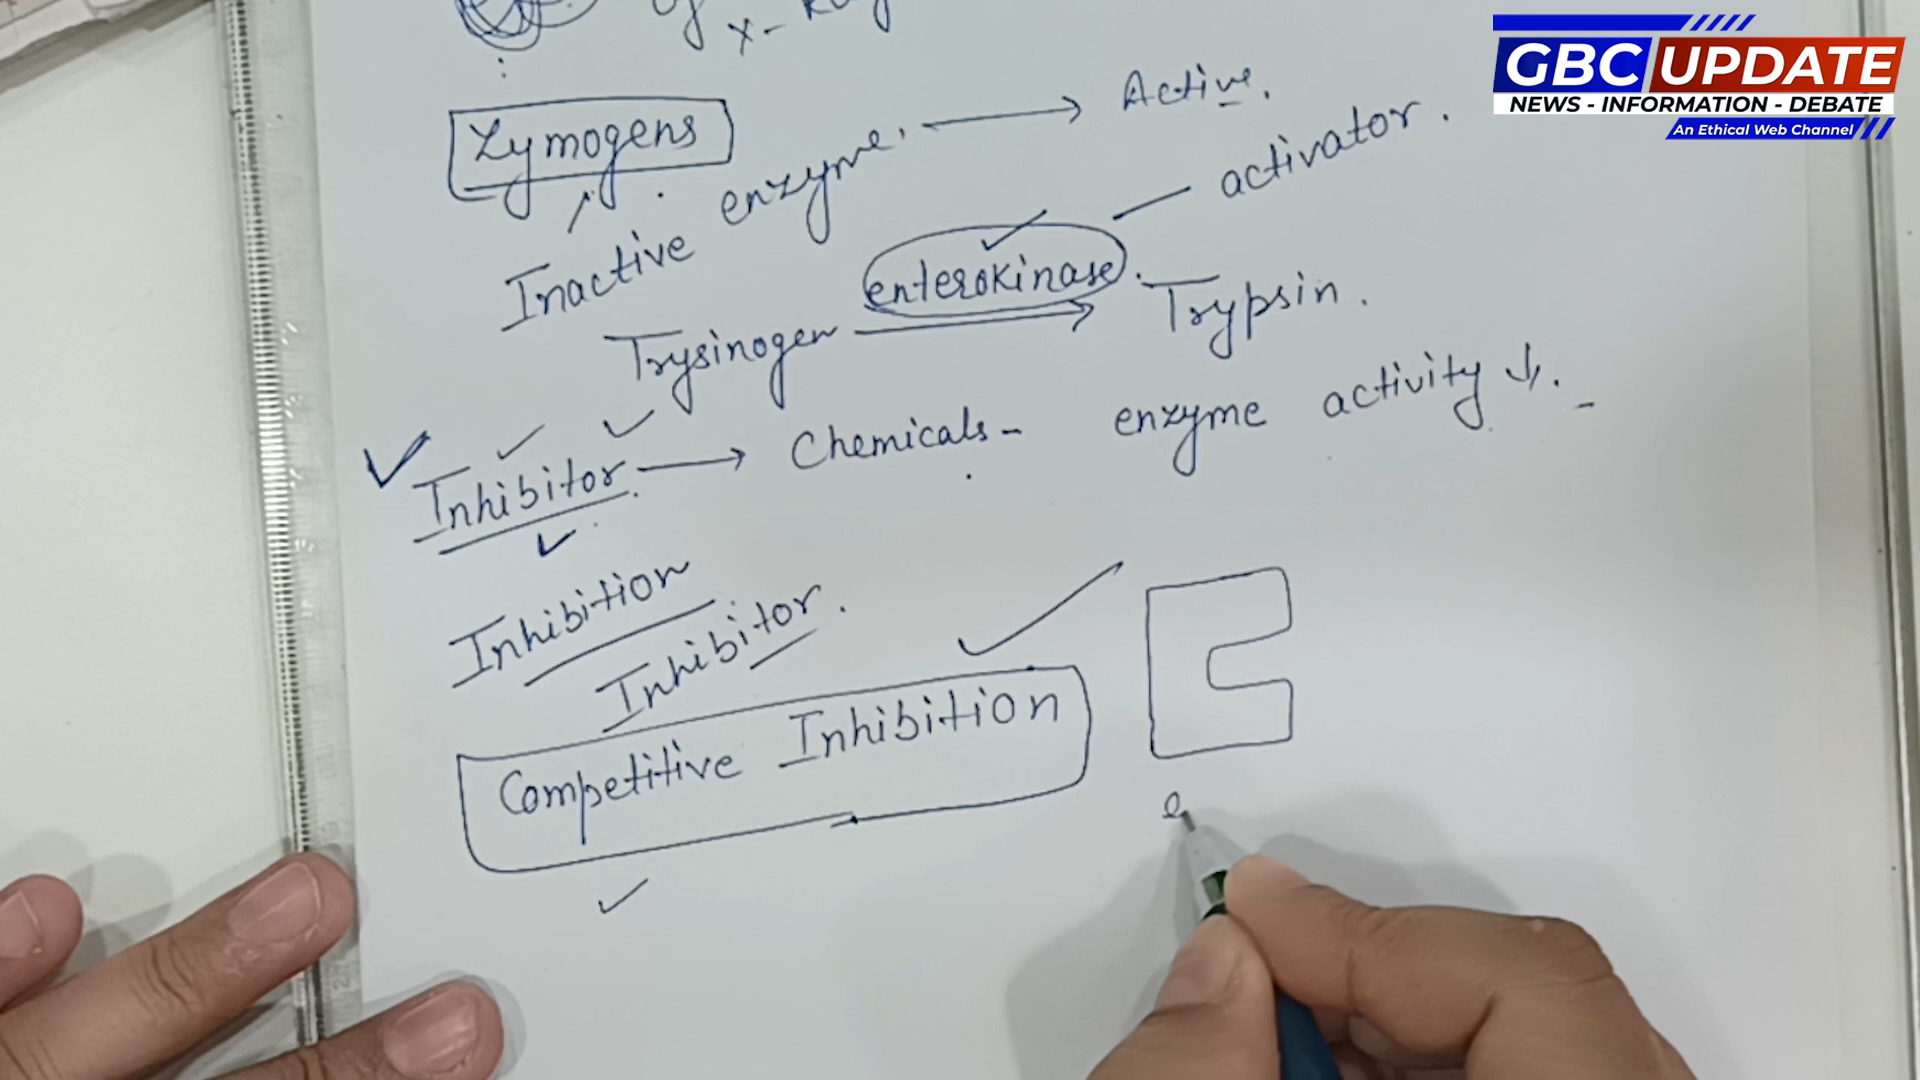 GBC UPDATE
NEWS - INFORMATION - DEBATE
An Ethical Web Channel
x-
Zymogens
Inactive enzyme. → Active.
enterokinase. — activator.
Trysinogen → Trypsin.
Inhibitor → Chemicals - enzyme activity ↓.
Inhibition
Inhibitor.
Competitive Inhibition
e